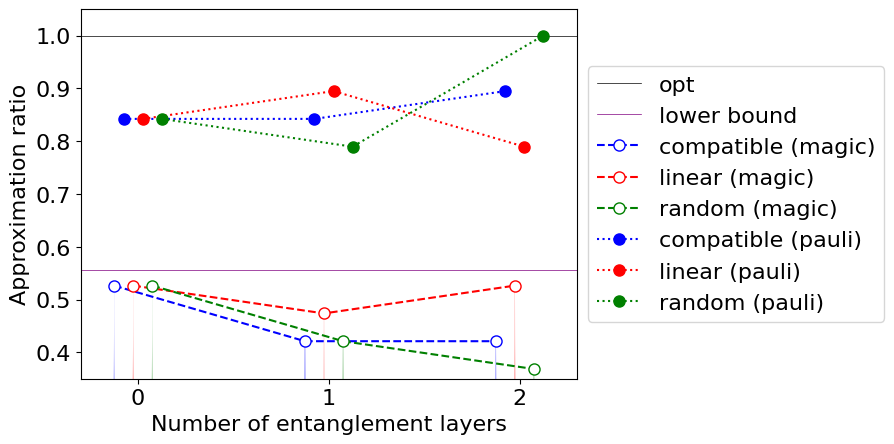 1.0
0.9
0.8
0.7
0.6
0.5
0.4
Approximation ratio
0 1 2
Number of entanglement layers
opt
lower bound
compatible (magic)
linear (magic)
random (magic)
compatible (pauli)
linear (pauli)
random (pauli)